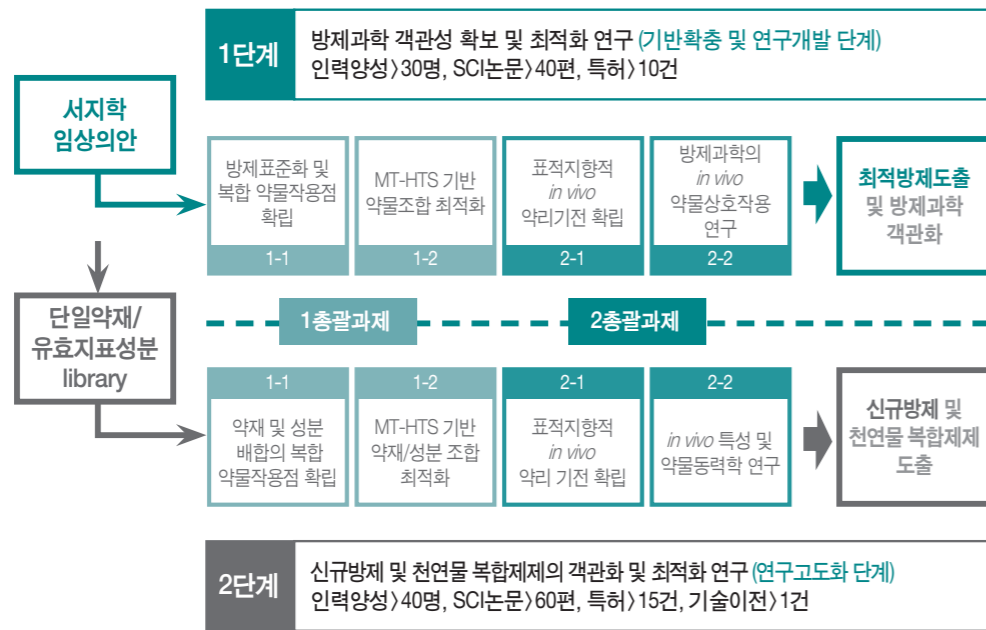 1단계
방제과학 객관성 확보 및 최적화 연구 (기반확충 및 연구개발 단계)
인력양성〉30명, SCI논문〉40편, 특허〉10건
서지학
임상의안
방제표준화 및
복합 약물작용점
확립
1-1
MT-HTS 기반
약물조합 최적화
1-2
표적지향적
in vivo
약리기전 확립
2-1
방제과학의
in vivo
약물상호작용
연구
2-2
최적방제도출
및 방제과학
객관화
단일약재/
유효지표성분
library
1총괄과제
2총괄과제
1-1
약재 및 성분
배합의 복합
약물작용점 확립
1-2
MT-HTS 기반
약재/성분 조합
최적화
2-1
표적지향적
in vivo
약리 기전 확립
2-2
in vivo 특성 및
약물동력학 연구
신규방제 및
천연물 복합제제
도출
2단계
신규방제 및 천연물 복합제제의 객관화 및 최적화 연구 (연구고도화 단계)
인력양성〉40명, SCI논문〉60편, 특허〉15건, 기술이전〉1건